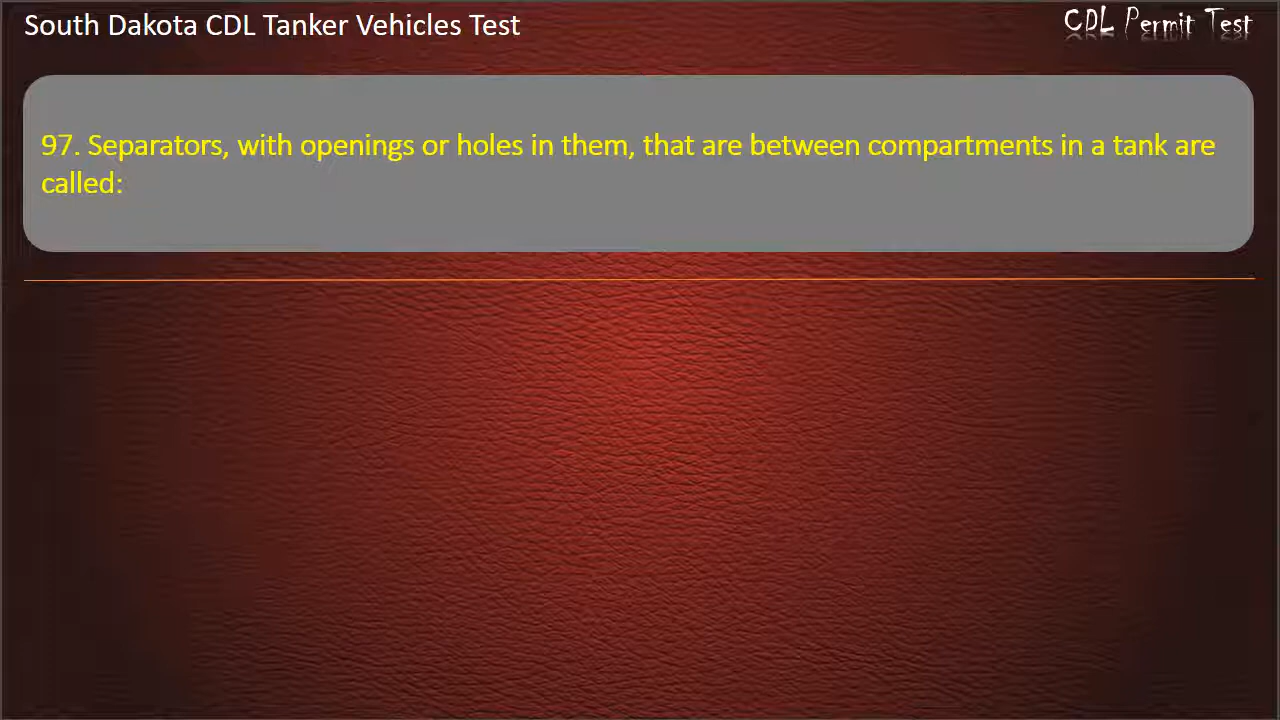 South Dakota CDL Tanker Vehicles Test
CDL Permit Test
97. Separators, with openings or holes in them, that are between compartments in a tank are
called: